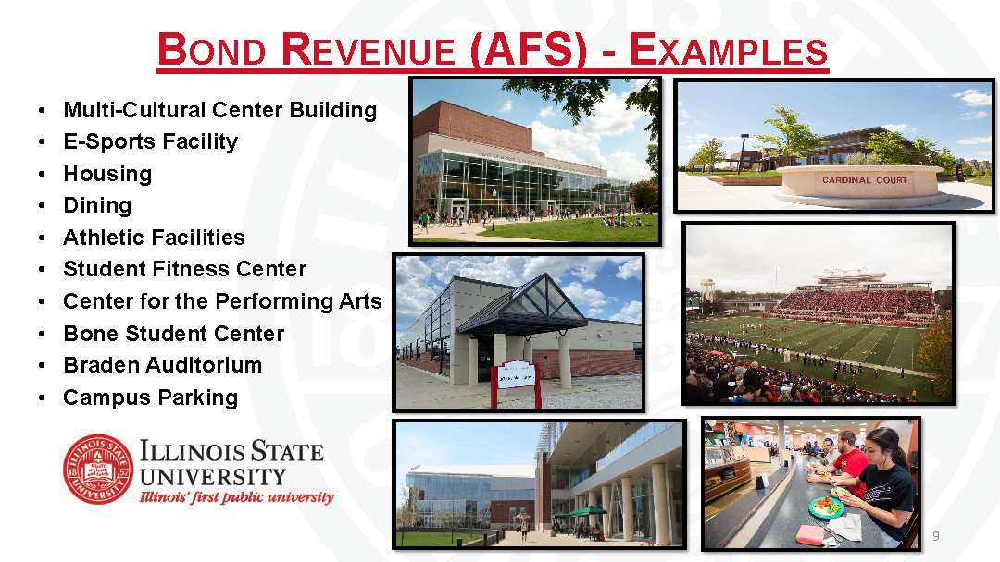 BOND REVENUE (AFS) - EXAMPLES
• Multi-Cultural Center Building
• E-Sports Facility
• Housing
• Dining
• Athletic Facilities
• Student Fitness Center
• Center for the Performing Arts
• Bone Student Center
• Braden Auditorium
• Campus Parking
CARDINAL COURT
ILLINOIS STATE
UNIVERSITY
Illinois' first public university
ILLINOIS STATE
18 57
UNIVERSITY
9